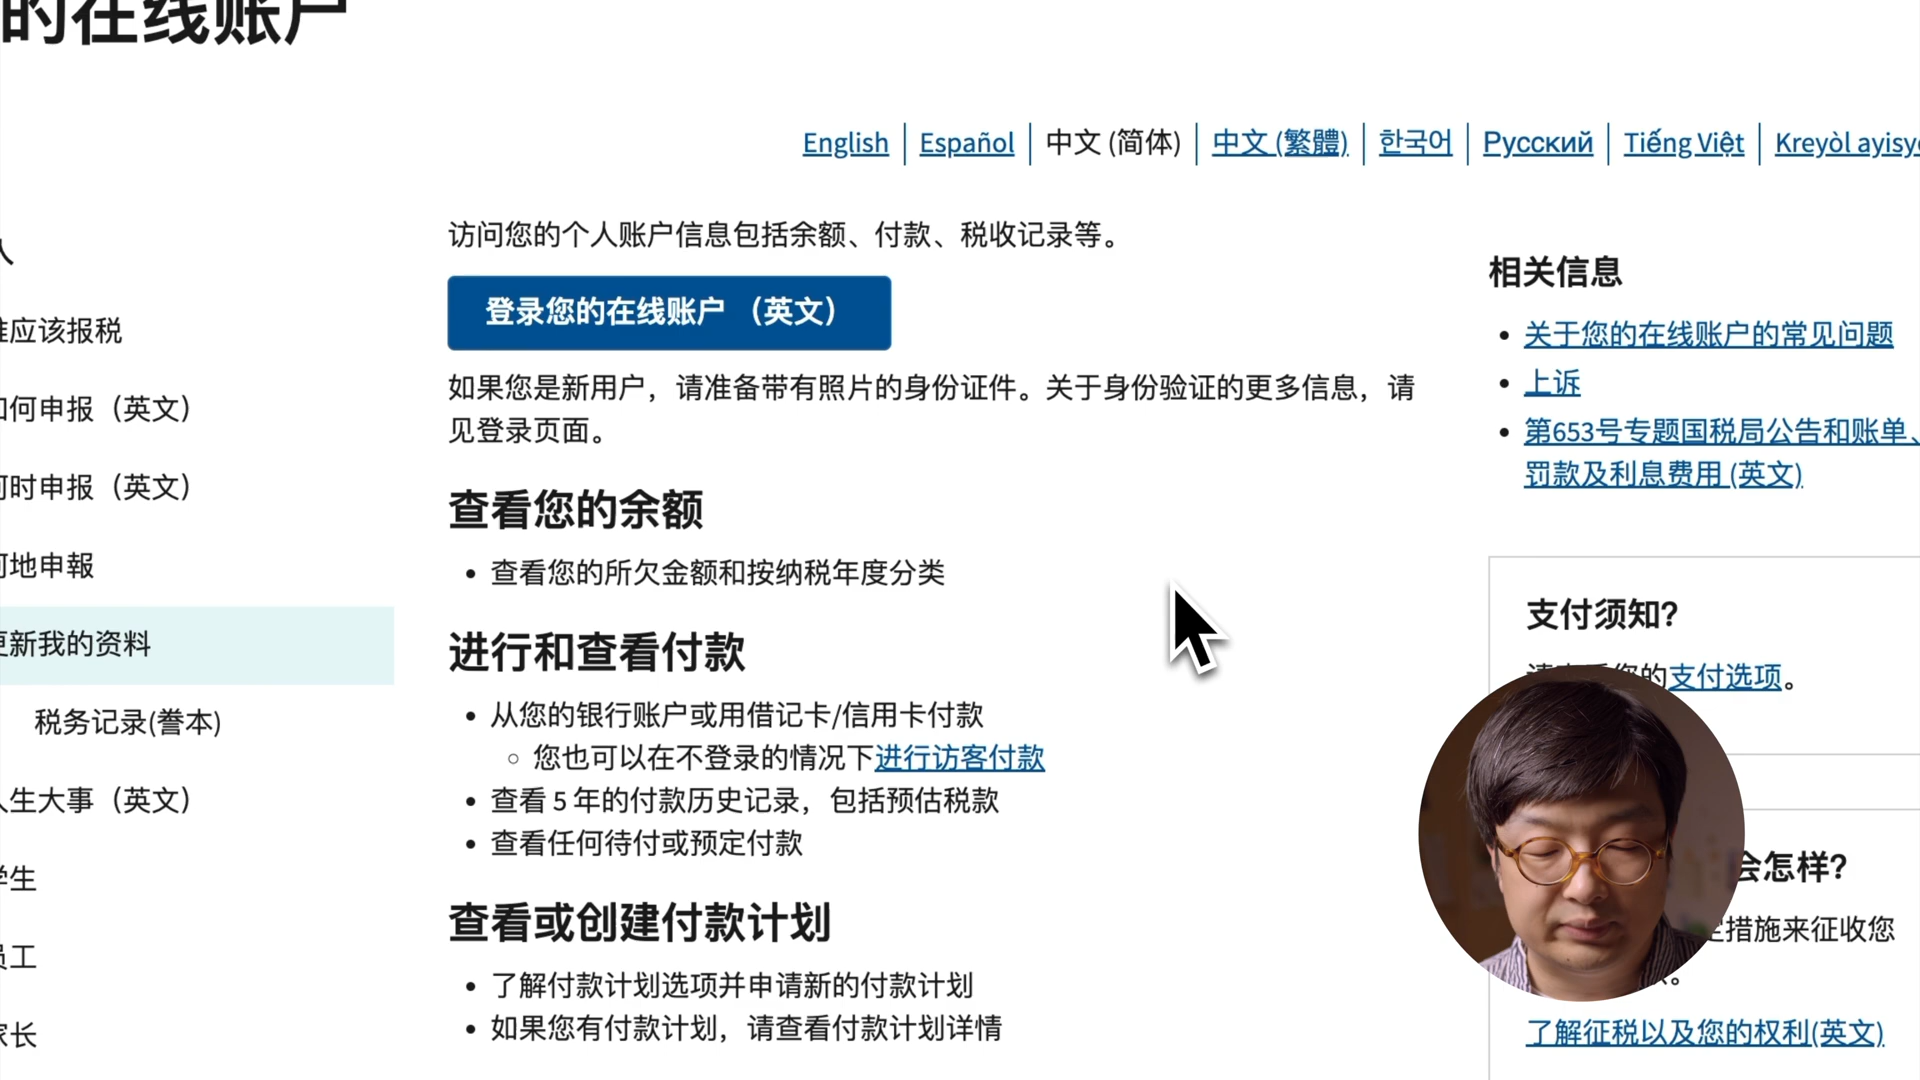 的在线账户
English
Español
中文 (简体)
中文 (繁體)
한국어
Русский
Tiếng Việt
Kreyòl
人
应该报税
何申报（英文）
时申报（英文）
地申報
更新我的资料
税务记录(誊本)
人生大事（英文）
学生
员工
家长
访问您的个人账户信息包括余额、付款、税收记录等。
登录您的在线账户 （英文）
如果您是新用户，请准备带有照片的身份证件。关于身份验证的更多信息，请
见登录页面。
查看您的余额
• 查看您的所欠金额和按纳税年度分类
进行和查看付款
• 从您的银行账户或用借记卡/信用卡付款
◦ 您也可以在不登录的情况下进行访客付款
• 查看 5 年的付款历史记录，包括预估税款
• 查看任何待付或预定付款
查看或创建付款计划
• 了解付款计划选项并申请新的付款计划
• 如果您有付款计划，请查看付款计划详情
相关信息
• 关于您的在线账户的常见问题
• 上诉
• 第653号专题国税局公告和账单、
罚款及利息费用 (英文)
支付须知?
的支付选项。
会怎样?
措施来征收您
了解征税以及您的权利(英文)